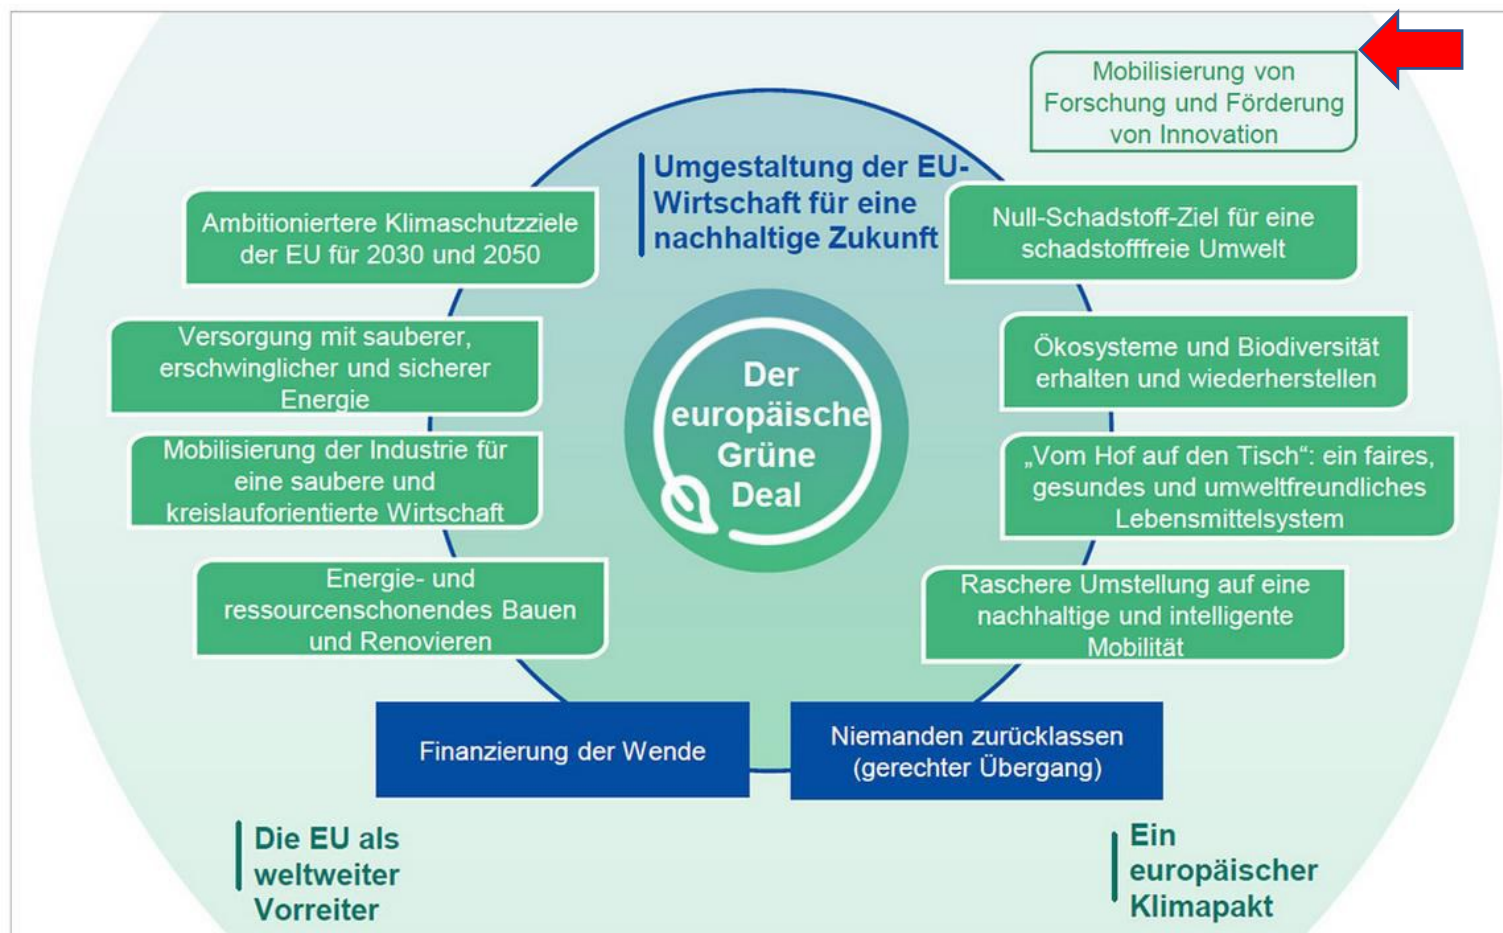 Mobilisierung von
Forschung und Förderung
von Innovation
Umgestaltung der EU-
Wirtschaft für eine
nachhaltige Zukunft
Ambitioniertere Klimaschutzziele
der EU für 2030 und 2050
Null-Schadstoff-Ziel für eine
schadstofffreie Umwelt
Versorgung mit sauberer,
erschwinglicher und sicherer
Energie
Ökosysteme und Biodiversität
erhalten und wiederherstellen
Der
europäische
Grüne
Deal
Mobilisierung der Industrie für
eine saubere und
kreislauforientierte Wirtschaft
„Vom Hof auf den Tisch“: ein faires,
gesundes und umweltfreundliches
Lebensmittelsystem
Energie- und
ressourcenschonendes Bauen
und Renovieren
Raschere Umstellung auf eine
nachhaltige und intelligente
Mobilität
Finanzierung der Wende
Niemanden zurücklassen
(gerechter Übergang)
Die EU als
weltweiter
Vorreiter
Ein
europäischer
Klimapakt